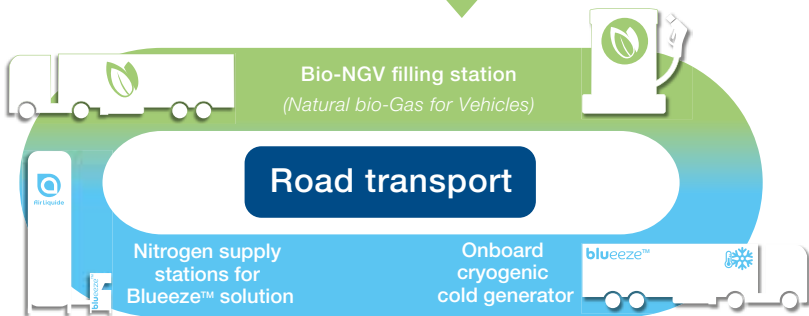 Bio-NGV filling station
(Natural bio-Gas for Vehicles)
Road transport
Air Liquide
Nitrogen supply
stations for
Blueeze™ solution
blueeze™
Onboard
cryogenic
cold generator
blueeze™